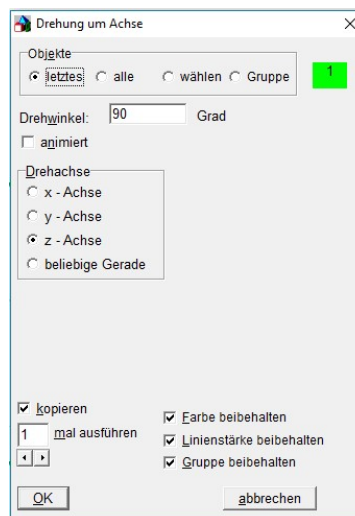 Drehung um Achse
Objekte
letztes alle wählen Gruppe
1
Drehwinkel: 90 Grad
animiert
Drehachse
x - Achse
y - Achse
z - Achse
beliebige Gerade
kopieren
1 mal ausführen
Farbe beibehalten
Linienstärke beibehalten
Gruppe beibehalten
OK abbrechen